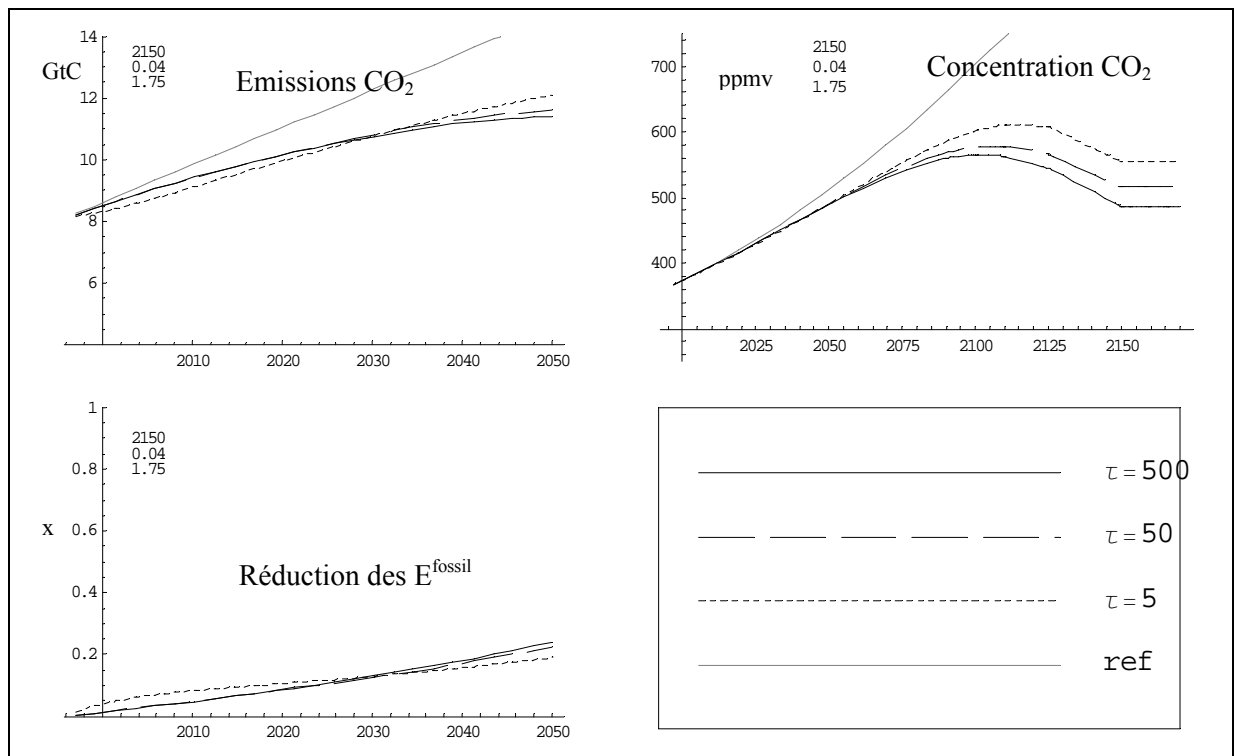 14
12
10
8
6
GtC
2150
0.04
1.75
Emissions CO2
2010 2020 2030 2040 2050
700
600
500
400
ppmv
2150
0.04
1.75
Concentration CO2
2025 2050 2075 2100 2125 2150
1
0.8
0.6
0.4
0.2
x
2150
0.04
1.75
Réduction des E^fossil
2010 2020 2030 2040 2050
τ = 500
τ = 50
τ = 5
ref